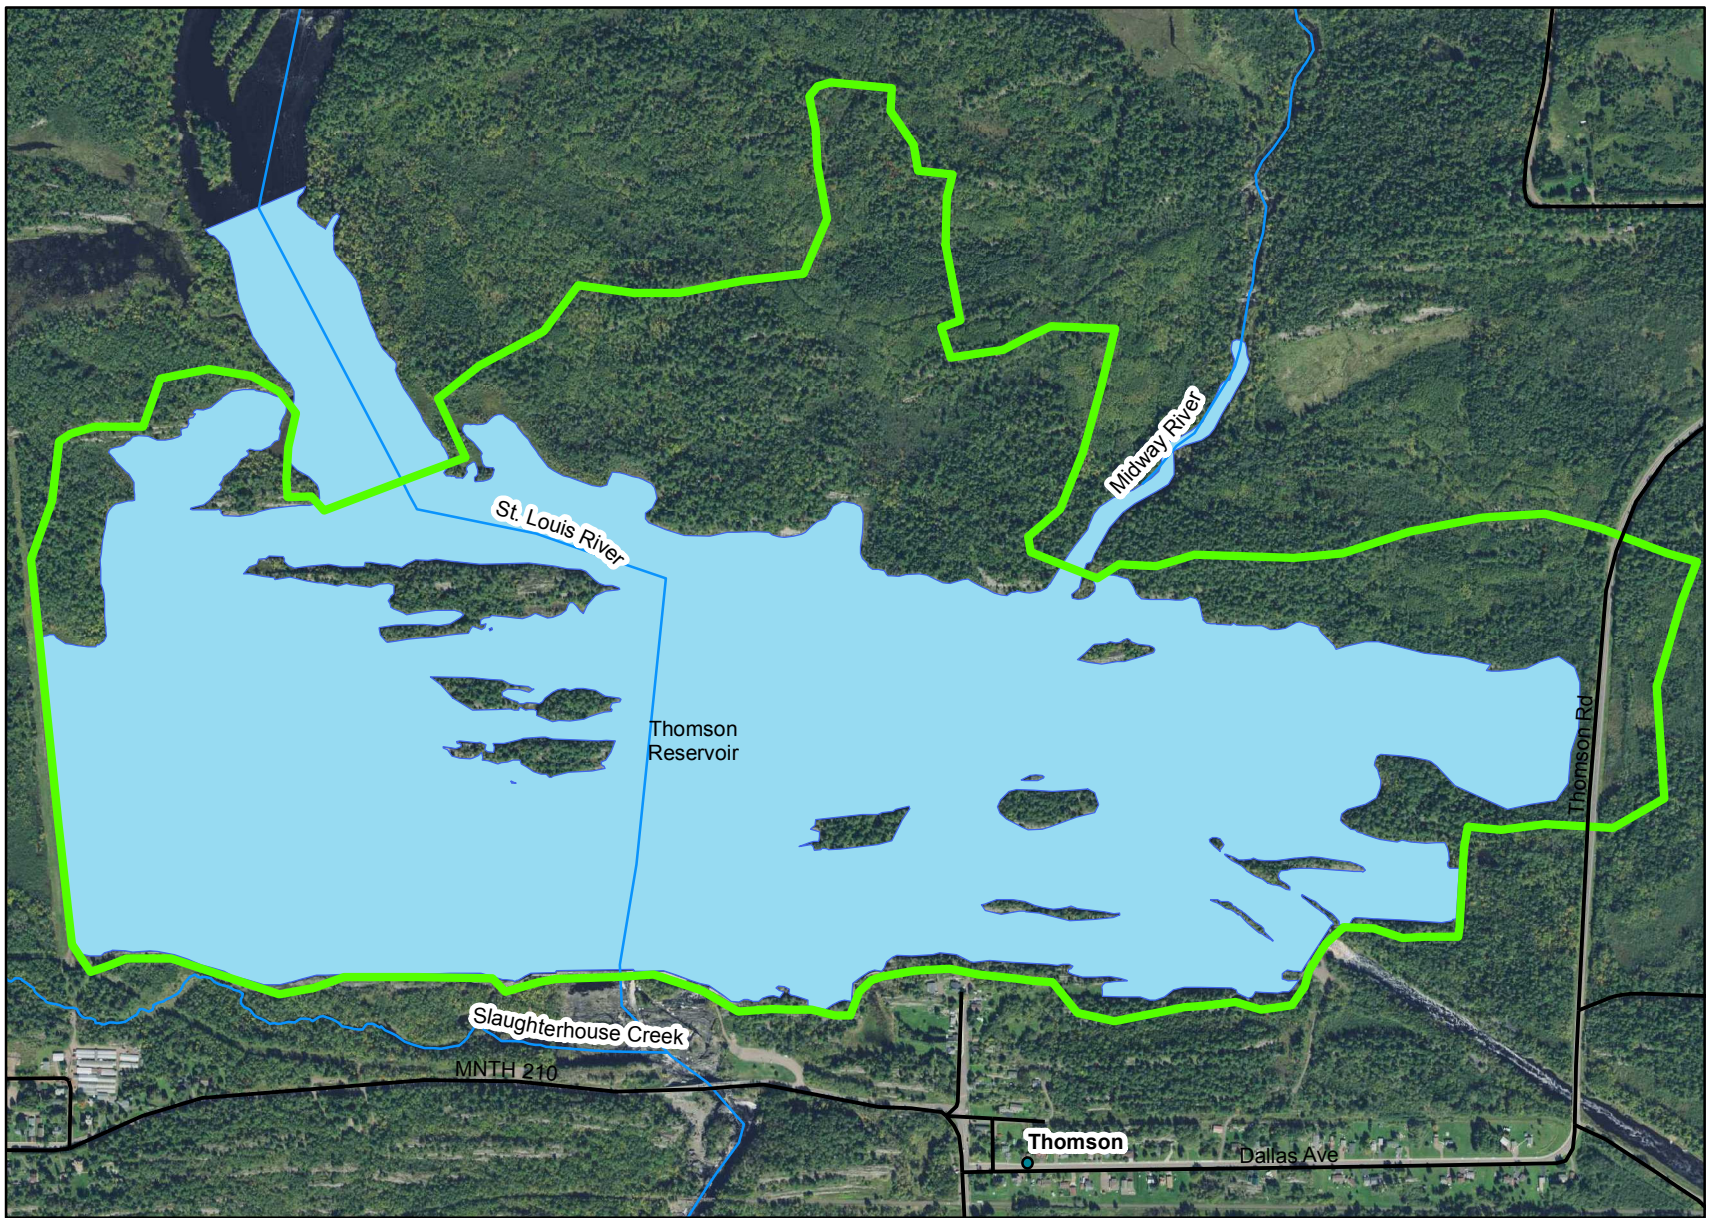 Midway River
St. Louis River
Thomson
Reservoir
Thomson Rd
Slaughterhouse Creek
MNTH 210
Thomson
Dallas Ave